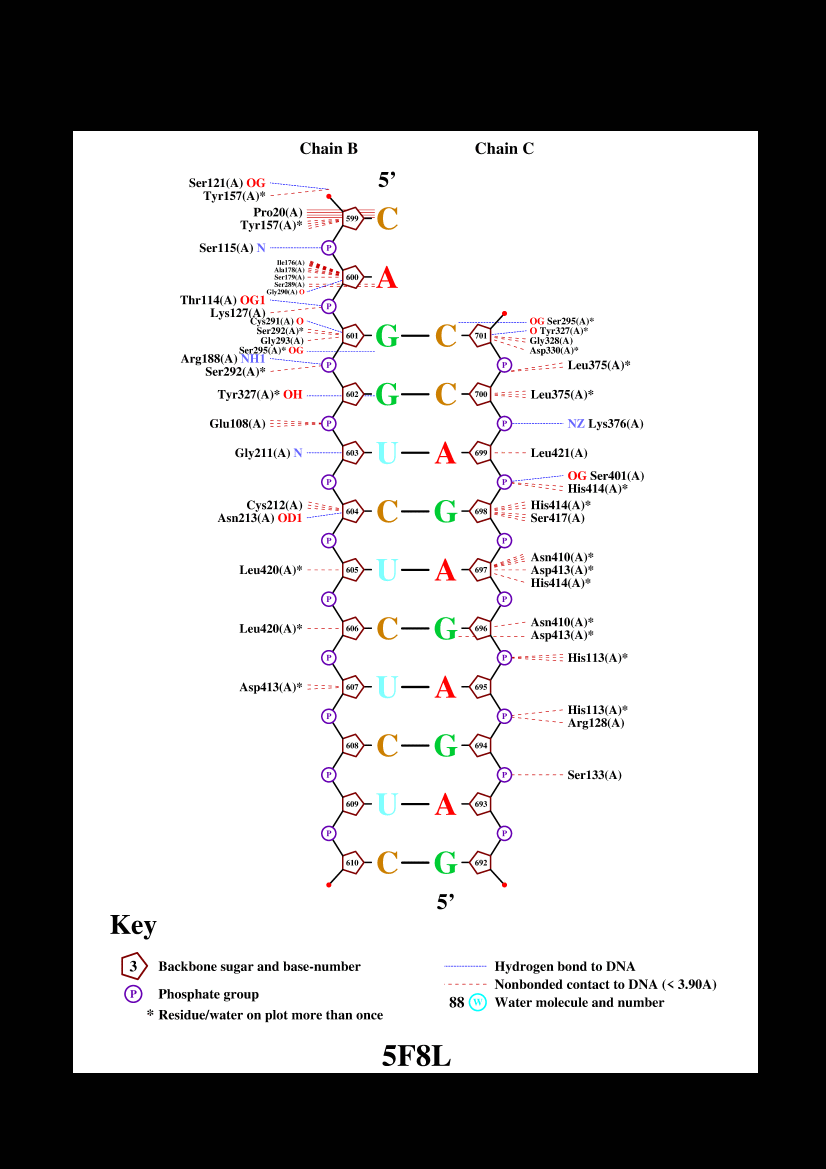 Chain B Chain C
5’
Ser121(A) OG
Tyr157(A)*
Pro20(A)
Tyr157(A)*
599 C
Ser115(A) N P
Ile176(A)
Ala178(A)
Ser179(A)
Ser289(A)
Gly290(A) O
600 A
Thr114(A) OG1
Lys127(A)
P
Cys291(A) O
Ser292(A)*
Gly293(A)
Ser295(A)* OG
601 G C 701
OG Ser295(A)*
O Tyr327(A)*
Gly328(A)
Asp330(A)*
Arg188(A) NH1
Ser292(A)*
P P Leu375(A)*
Tyr327(A)* OH 602 G C 700 Leu375(A)*
Glu108(A) P P NZ Lys376(A)
Gly211(A) N 603 U A 699 Leu421(A)
P P OG Ser401(A)
His414(A)*
Cys212(A)
Asn213(A) OD1
604 C G 698
His414(A)*
Ser417(A)
P P
Leu420(A)* 605 U A 697
Asn410(A)*
Asp413(A)*
His414(A)*
P P
Leu420(A)* 606 C G 696
Asn410(A)*
Asp413(A)*
P P His113(A)*
Asp413(A)* 607 U A 695
P P
His113(A)*
Arg128(A)
608 C G 694
P P Ser133(A)
609 U A 693
P P
610 C G 692
5’
Key
3 Backbone sugar and base-number
P Phosphate group
* Residue/water on plot more than once
Hydrogen bond to DNA
Nonbonded contact to DNA (< 3.90A)
88 W Water molecule and number
5F8L